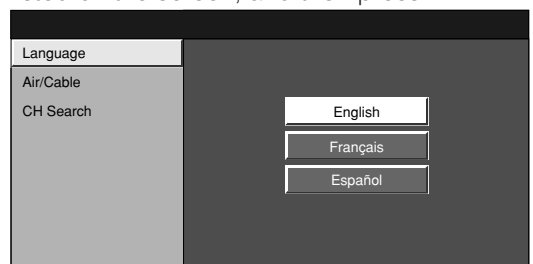 Language
Air/Cable
CH Search
English
Français
Español